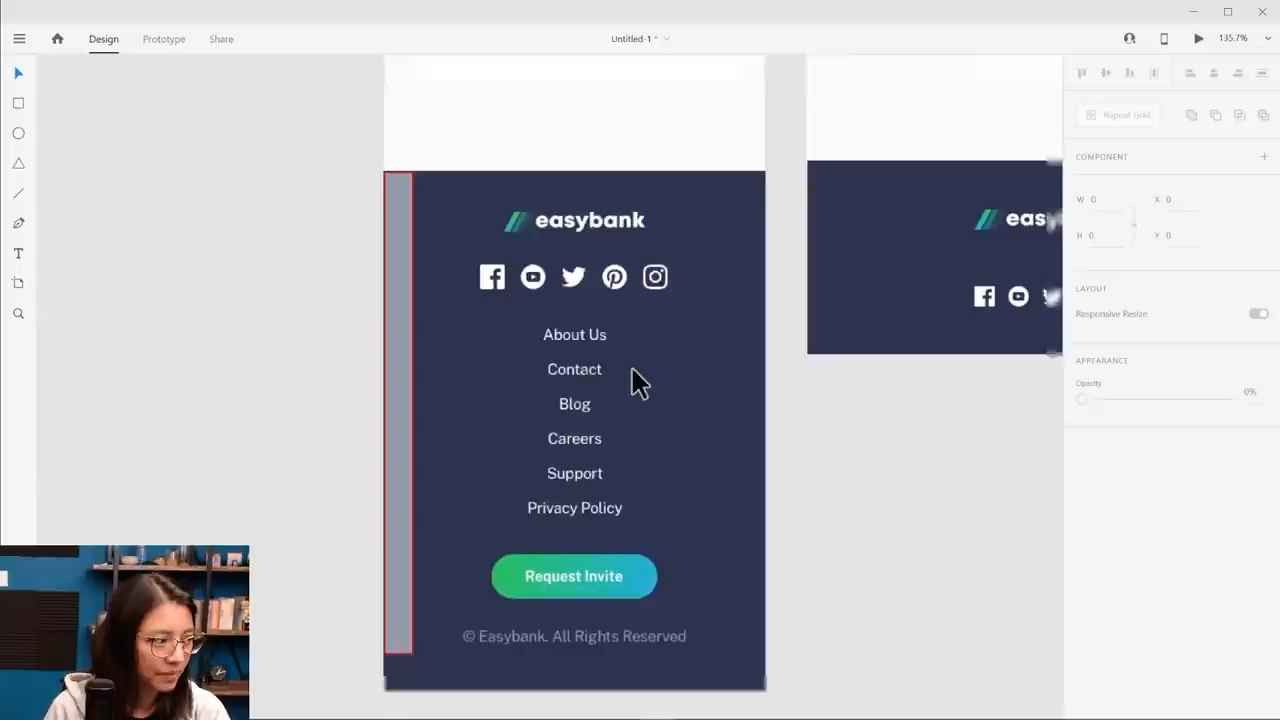 Design Prototype Share Untitled-1 * 135.7%
Repeat Grid
COMPONENT
W 0 X 0
H 0 Y 0
LAYOUT
Responsive Resize
APPEARANCE
Opacity
0%
easybank
About Us
Contact
Blog
Careers
Support
Privacy Policy
Request Invite
© Easybank. All Rights Reserved
eas
T